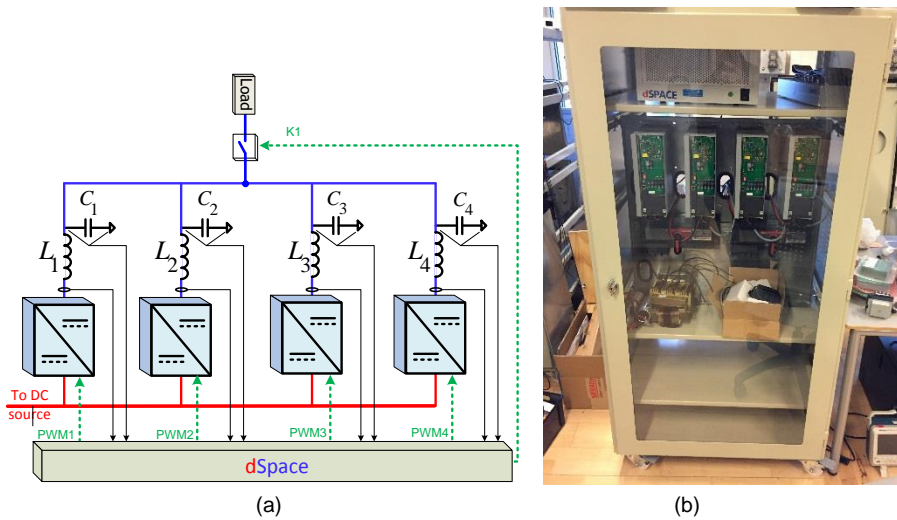 Load
K1
C1
C2
C3
C4
L1
L2
L3
L4
To DC
source
PWM1
PWM2
PWM3
PWM4
dSpace
(a)
dSPACE
(b)